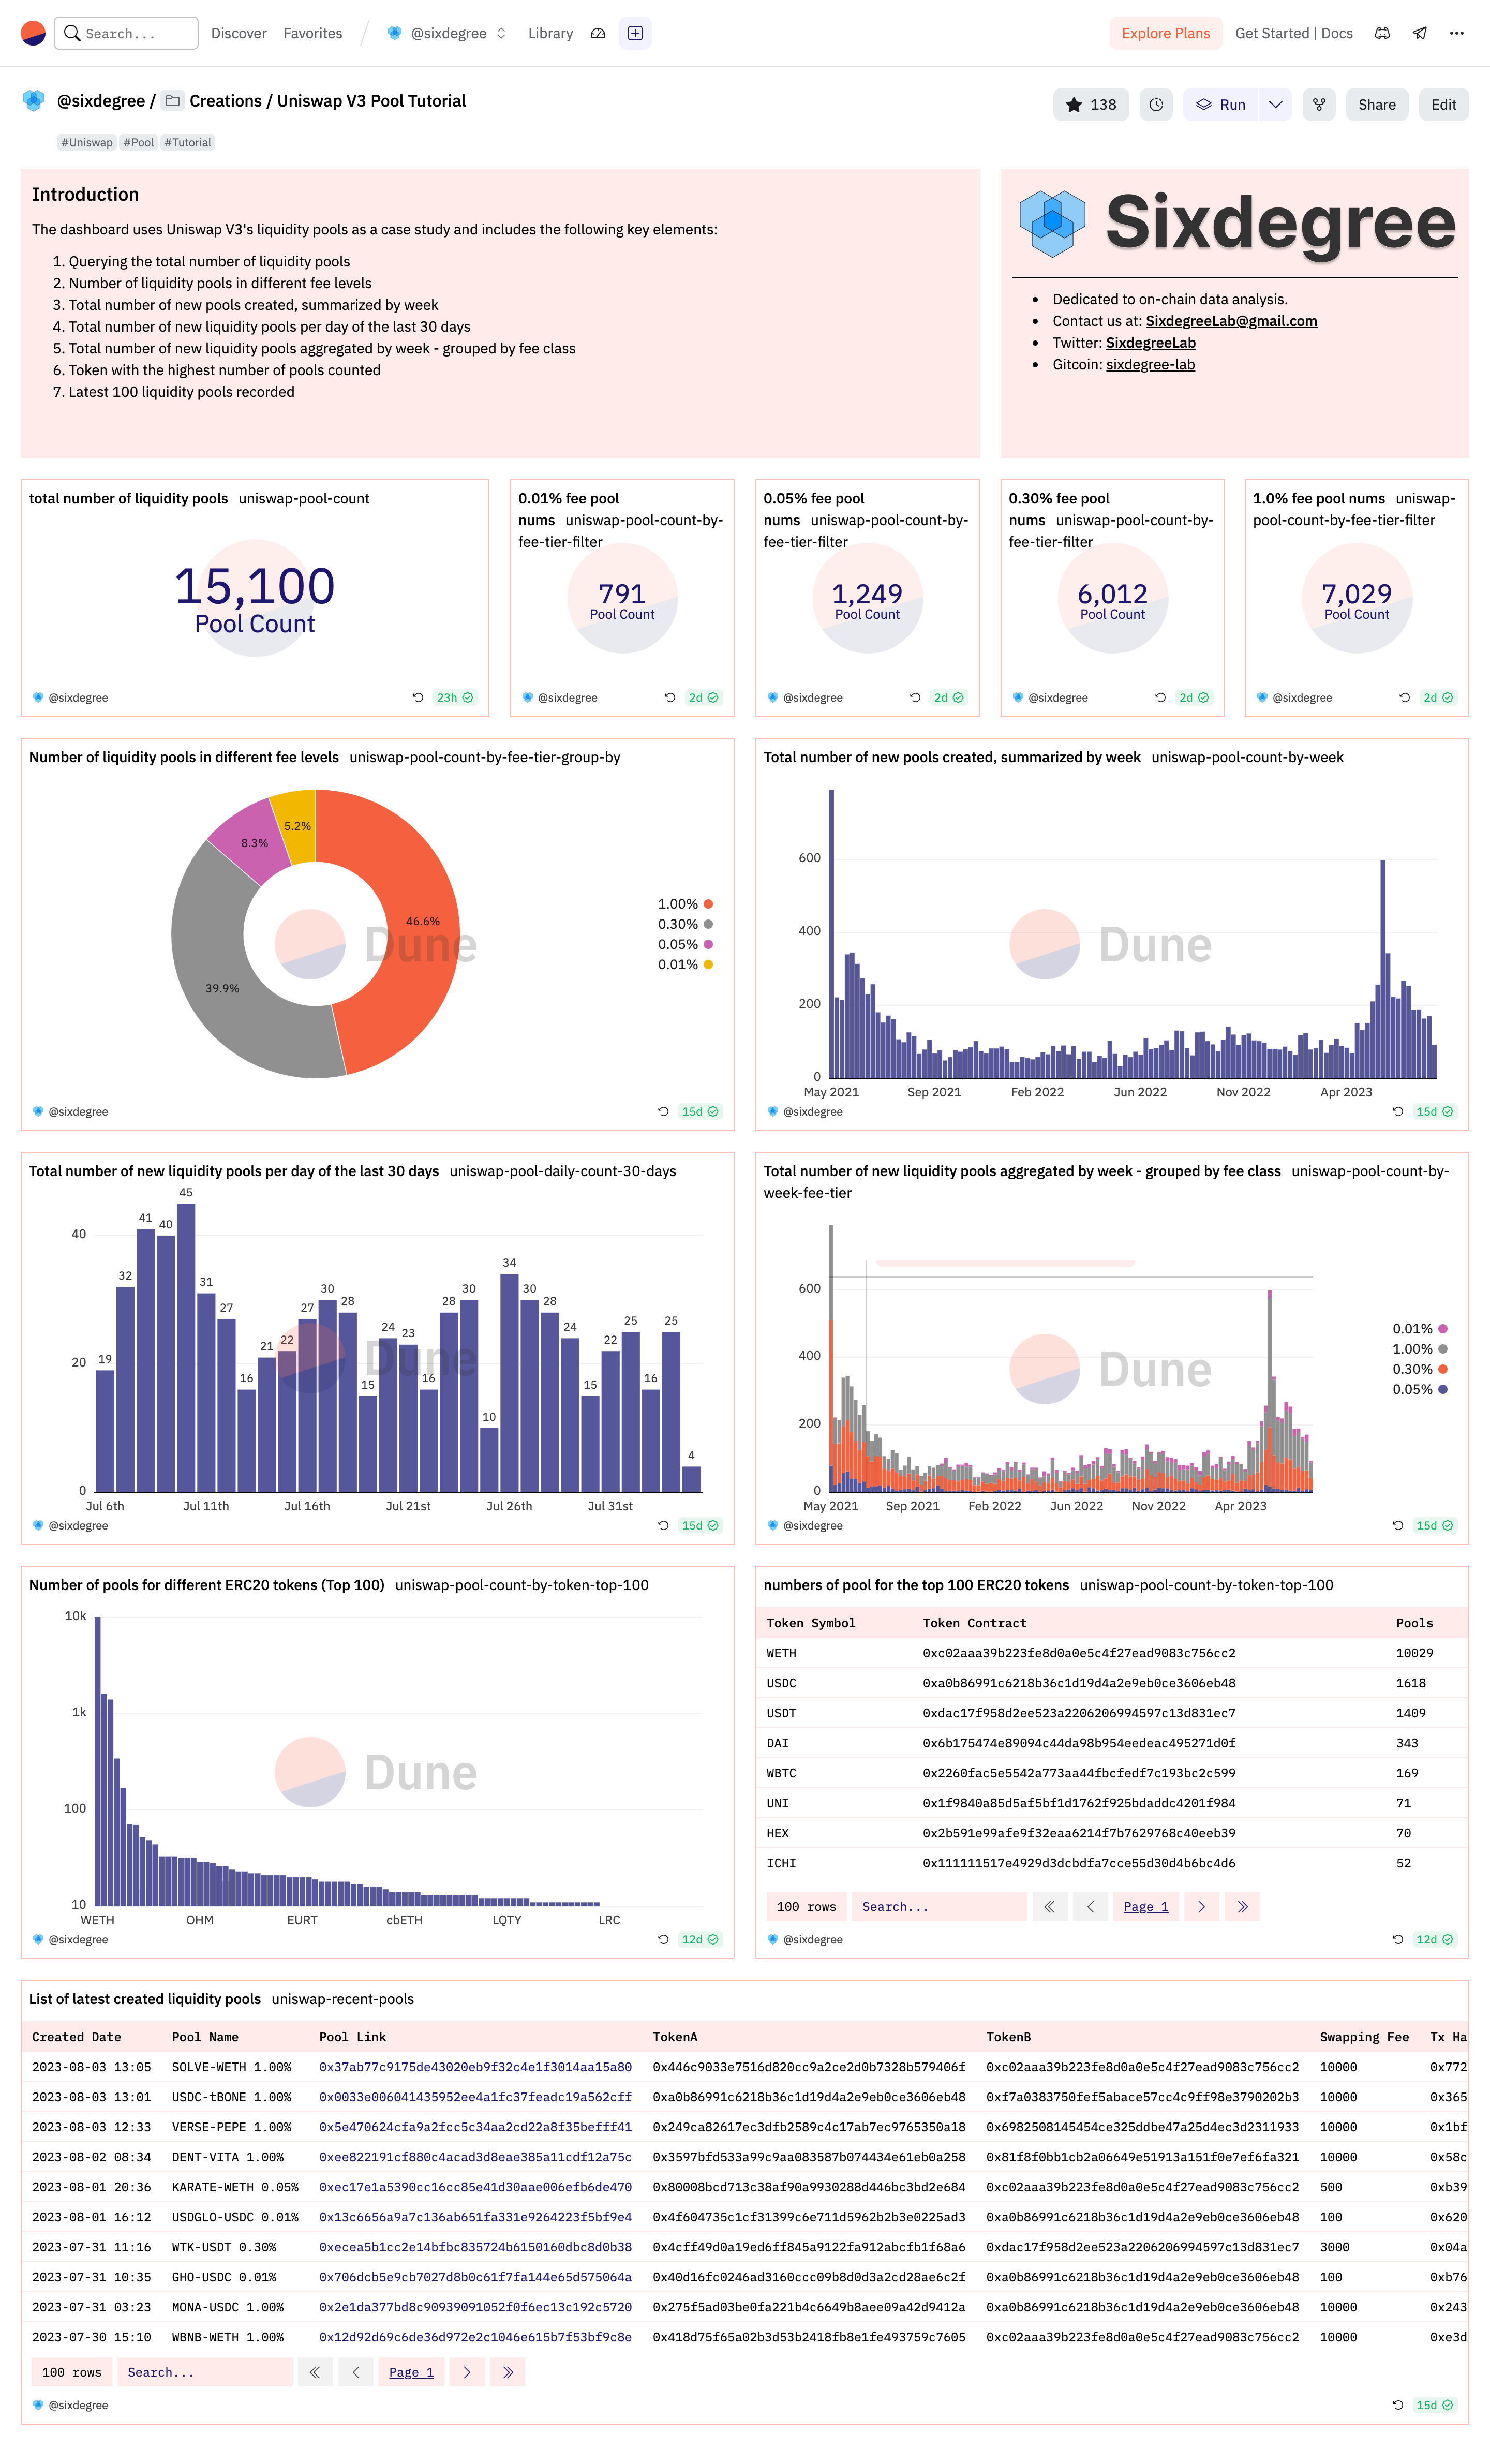 Search...
Discover
Favorites
@sixdegree
Library
Explore Plans
Get Started | Docs
@sixdegree / Creations / Uniswap V3 Pool Tutorial
138
Run
Share
Edit
#Uniswap #Pool #Tutorial
Introduction
The dashboard uses Uniswap V3's liquidity pools as a case study and includes the following key elements:
1. Querying the total number of liquidity pools
2. Number of liquidity pools in different fee levels
3. Total number of new pools created, summarized by week
4. Total number of new liquidity pools per day of the last 30 days
5. Total number of new liquidity pools aggregated by week - grouped by fee class
6. Token with the highest number of pools counted
7. Latest 100 liquidity pools recorded
Sixdegree
Dedicated to on-chain data analysis.
Contact us at: SixdegreeLab@gmail.com
Twitter: SixdegreeLab
Gitcoin: sixdegree-lab
total number of liquidity pools uniswap-pool-count
15,100
Pool Count
@sixdegree
23h
0.01% fee pool
nums uniswap-pool-count-by-
fee-tier-filter
791
Pool Count
@sixdegree
2d
0.05% fee pool
nums uniswap-pool-count-by-
fee-tier-filter
1,249
Pool Count
@sixdegree
2d
0.30% fee pool
nums uniswap-pool-count-by-
fee-tier-filter
6,012
Pool Count
@sixdegree
2d
1.0% fee pool nums uniswap-
pool-count-by-fee-tier-filter
7,029
Pool Count
@sixdegree
2d
Number of liquidity pools in different fee levels uniswap-pool-count-by-fee-tier-group-by
5.2%
8.3%
46.6%
39.9%
Dune
1.00%
0.30%
0.05%
0.01%
@sixdegree
15d
Total number of new pools created, summarized by week uniswap-pool-count-by-week
600
400
200
0
Dune
May 2021 Sep 2021 Feb 2022 Jun 2022 Nov 2022 Apr 2023
@sixdegree
15d
Total number of new liquidity pools per day of the last 30 days uniswap-pool-daily-count-30-days
40
20
0
19 32 41 40 45 31 27 16 21 22 27 30 28 15 24 23 16 28 30 10 34 30 28 24 15 22 25 16 25 4
Dune
Jul 6th Jul 11th Jul 16th Jul 21st Jul 26th Jul 31st
@sixdegree
15d
Total number of new liquidity pools aggregated by week - grouped by fee class uniswap-pool-count-by-
week-fee-tier
600
400
200
0
Dune
0.01%
1.00%
0.30%
0.05%
May 2021 Sep 2021 Feb 2022 Jun 2022 Nov 2022 Apr 2023
@sixdegree
15d
Number of pools for different ERC20 tokens (Top 100) uniswap-pool-count-by-token-top-100
10k
1k
100
10
Dune
WETH OHM EURT cbETH LQTY LRC
@sixdegree
12d
numbers of pool for the top 100 ERC20 tokens uniswap-pool-count-by-token-top-100
Token Symbol Token Contract Pools
WETH 0xc02aaa39b223fe8d0a0e5c4f27ead9083c756cc2 10029
USDC 0xa0b86991c6218b36c1d19d4a2e9eb0ce3606eb48 1618
USDT 0xdac17f958d2ee523a2206206994597c13d831ec7 1409
DAI 0x6b175474e89094c44da98b954eedeac495271d0f 343
WBTC 0x2260fac5e5542a773aa44fbcfedf7c193bc2c599 169
UNI 0x1f9840a85d5af5bf1d1762f925bdaddc4201f984 71
HEX 0x2b591e99afe9f32eaa6214f7b7629768c40eeb39 70
ICHI 0x111111517e4929d3dcbdfa7cce55d30d4b6bc4d6 52
100 rows Search... Page 1
@sixdegree
12d
List of latest created liquidity pools uniswap-recent-pools
Created Date Pool Name Pool Link TokenA TokenB Swapping Fee Tx Ha
2023-08-03 13:05 SOLVE-WETH 1.00% 0x37ab77c9175de43020eb9f32c4e1f3014aa15a80 0x446c9033e7516d820cc9a2ce2d0b7328b579406f 0xc02aaa39b223fe8d0a0e5c4f27ead9083c756cc2 10000 0x772
2023-08-03 13:01 USDC-tBONE 1.00% 0x0033e006041435952ee4a1fc37feadc19a562cff 0xa0b86991c6218b36c1d19d4a2e9eb0ce3606eb48 0xf7a0383750fef5abace57cc4c9ff98e3790202b3 10000 0x365
2023-08-03 12:33 VERSE-PEPE 1.00% 0x5e470624cfa9a2fcc5c34aa2cd22a8f35befff41 0x249ca82617ec3dfb2589c4c17ab7ec9765350a18 0x6982508145454ce325ddbe47a25d4ec3d2311933 10000 0x1bf
2023-08-02 08:34 DENT-VITA 1.00% 0xee822191cf880c4acad3d8eae385a11cdf12a75c 0x3597bfd533a99c9aa083587b074434e61eb0a258 0x81f8f0bb1cb2a06649e51913a151f0e7ef6fa321 10000 0x58c
2023-08-01 20:36 KARATE-WETH 0.05% 0xec17e1a5390cc16cc85e41d30aae006efb6de470 0x80008bcd713c38af90a9930288d446bc3bd2e684 0xc02aaa39b223fe8d0a0e5c4f27ead9083c756cc2 500 0xb39
2023-08-01 16:12 USDGLO-USDC 0.01% 0x13c6656a9a7c136ab651fa331e9264223f5bf9e4 0x4f604735c1cf31399c6e711d5962b2b3e0225ad3 0xa0b86991c6218b36c1d19d4a2e9eb0ce3606eb48 100 0x620
2023-07-31 11:16 WTK-USDT 0.30% 0xecea5b1cc2e14bfbc835724b6150160dbc8d0b38 0x4cff49d0a19ed6ff845a9122fa912abcfb1f68a6 0xdac17f958d2ee523a2206206994597c13d831ec7 3000 0x04a
2023-07-31 10:35 GHO-USDC 0.01% 0x706dcb5e9cb7027d8b0c61f7fa144e65d575064a 0x40d16fc0246ad3160ccc09b8d0d3a2cd28ae6c2f 0xa0b86991c6218b36c1d19d4a2e9eb0ce3606eb48 100 0xb76
2023-07-31 03:23 MONA-USDC 1.00% 0x2e1da377bd8c90939091052f0f6ec13c192c5720 0x275f5ad03be0fa221b4c6649b8aee09a42d9412a 0xa0b86991c6218b36c1d19d4a2e9eb0ce3606eb48 10000 0x243
2023-07-30 15:10 WBNB-WETH 1.00% 0x12d92d69c6de36d972e2c1046e615b7f53bf9c8e 0x418d75f65a02b3d53b2418fb8e1fe493759c7605 0xc02aaa39b223fe8d0a0e5c4f27ead9083c756cc2 10000 0xe3d
100 rows Search... Page 1
@sixdegree
15d